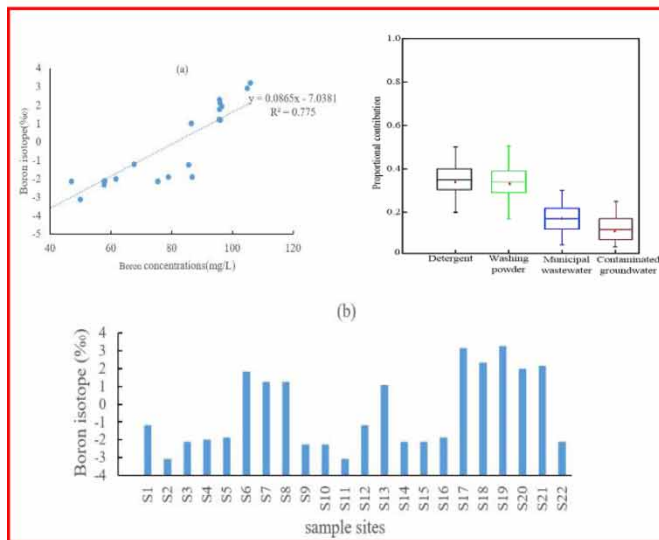 (a)
4
3
2
1
0
-1
-2
-3
-4
-5
Boron isotope(‰)
y = 0.0865x - 7.0381
R² = 0.775
40 60 80 100 120
Boron concentrations(mg/L)
1.0
0.8
0.6
0.4
0.2
0
Proportional contribution
Detergent Washing powder Municipal wastewater Contaminated groundwater
(b)
4
3
2
1
0
-1
-2
-3
-4
Boron isotope (‰)
S1 S2 S3 S4 S5 S6 S7 S8 S9 S10 S11 S12 S13 S14 S15 S16 S17 S18 S19 S20 S21 S22
sample sites